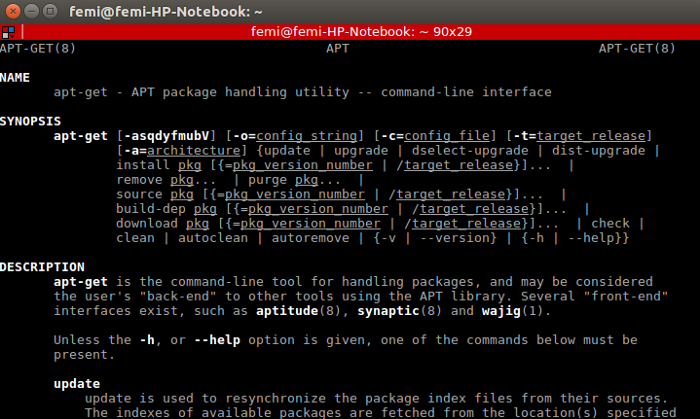 femi@femi-HP-Notebook: ~
femi@femi-HP-Notebook: ~ 90x29
APT-GET(8) APT APT-GET(8)
NAME
apt-get - APT package handling utility -- command-line interface
SYNOPSIS
apt-get [-asqdyfmubV] [-o=config_string] [-c=config_file] [-t=target_release]
[-a=architecture] {update | upgrade | dselect-upgrade | dist-upgrade |
install pkg [{=pkg_version_number | /target_release}]... |
remove pkg... | purge pkg... |
source pkg [{=pkg_version_number | /target_release}]... |
build-dep pkg [{=pkg_version_number | /target_release}]... |
download pkg [{=pkg_version_number | /target_release}]... | check |
clean | autoclean | autoremove | {-v | --version} | {-h | --help}}
DESCRIPTION
apt-get is the command-line tool for handling packages, and may be considered
the user's "back-end" to other tools using the APT library. Several "front-end"
interfaces exist, such as aptitude(8), synaptic(8) and wajig(1).
Unless the -h, or --help option is given, one of the commands below must be
present.
update
update is used to resynchronize the package index files from their sources.
The indexes of available packages are fetched from the location(s) specified